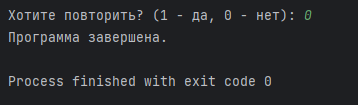 Хотите повторить? (1 - да, 0 - нет): 0
Программа завершена.
Process finished with exit code 0